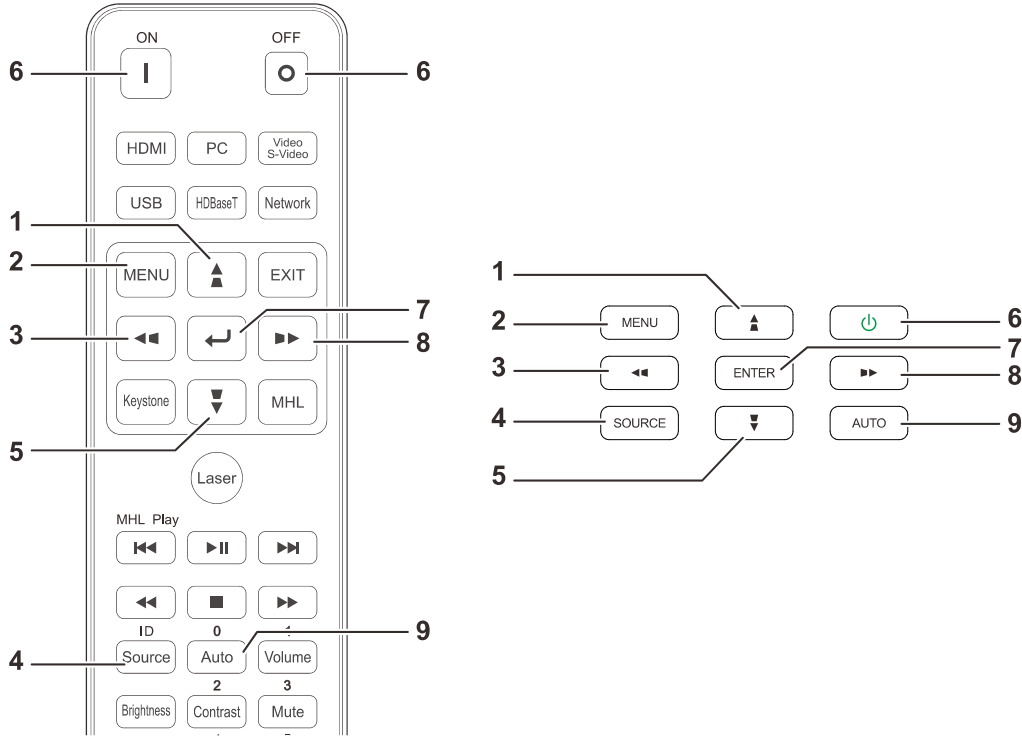 ON OFF
6 6
HDMI PC Video
S-Video
USB HDBaseT Network
1
2 MENU EXIT
3 7
8
Keystone MHL
5
Laser
MHL Play
ID 0 1
9
4 Source Auto Volume
2 3
Brightness Contrast Mute
1
2 MENU 6
7
3 ENTER 8
4 SOURCE AUTO 9
5